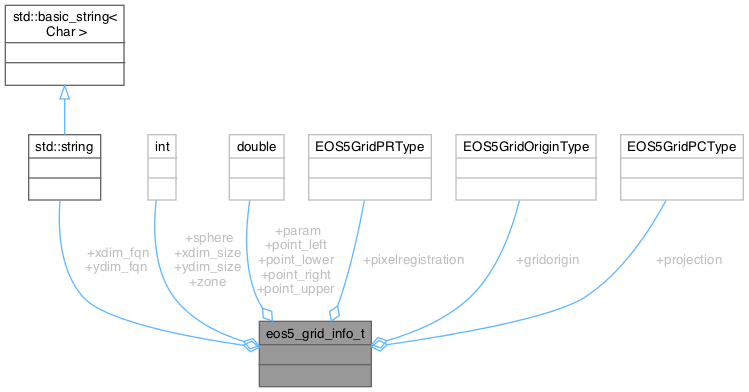 std::basic_string<
Char >
std::string
int
double
EOS5GridPRType
EOS5GridOriginType
EOS5GridPCType
+xdim_fqn
+ydim_fqn
+sphere
+xdim_size
+ydim_size
+zone
+param
+point_left
+point_lower
+point_right
+point_upper
+pixelregistration
+gridorigin
+projection
eos5_grid_info_t